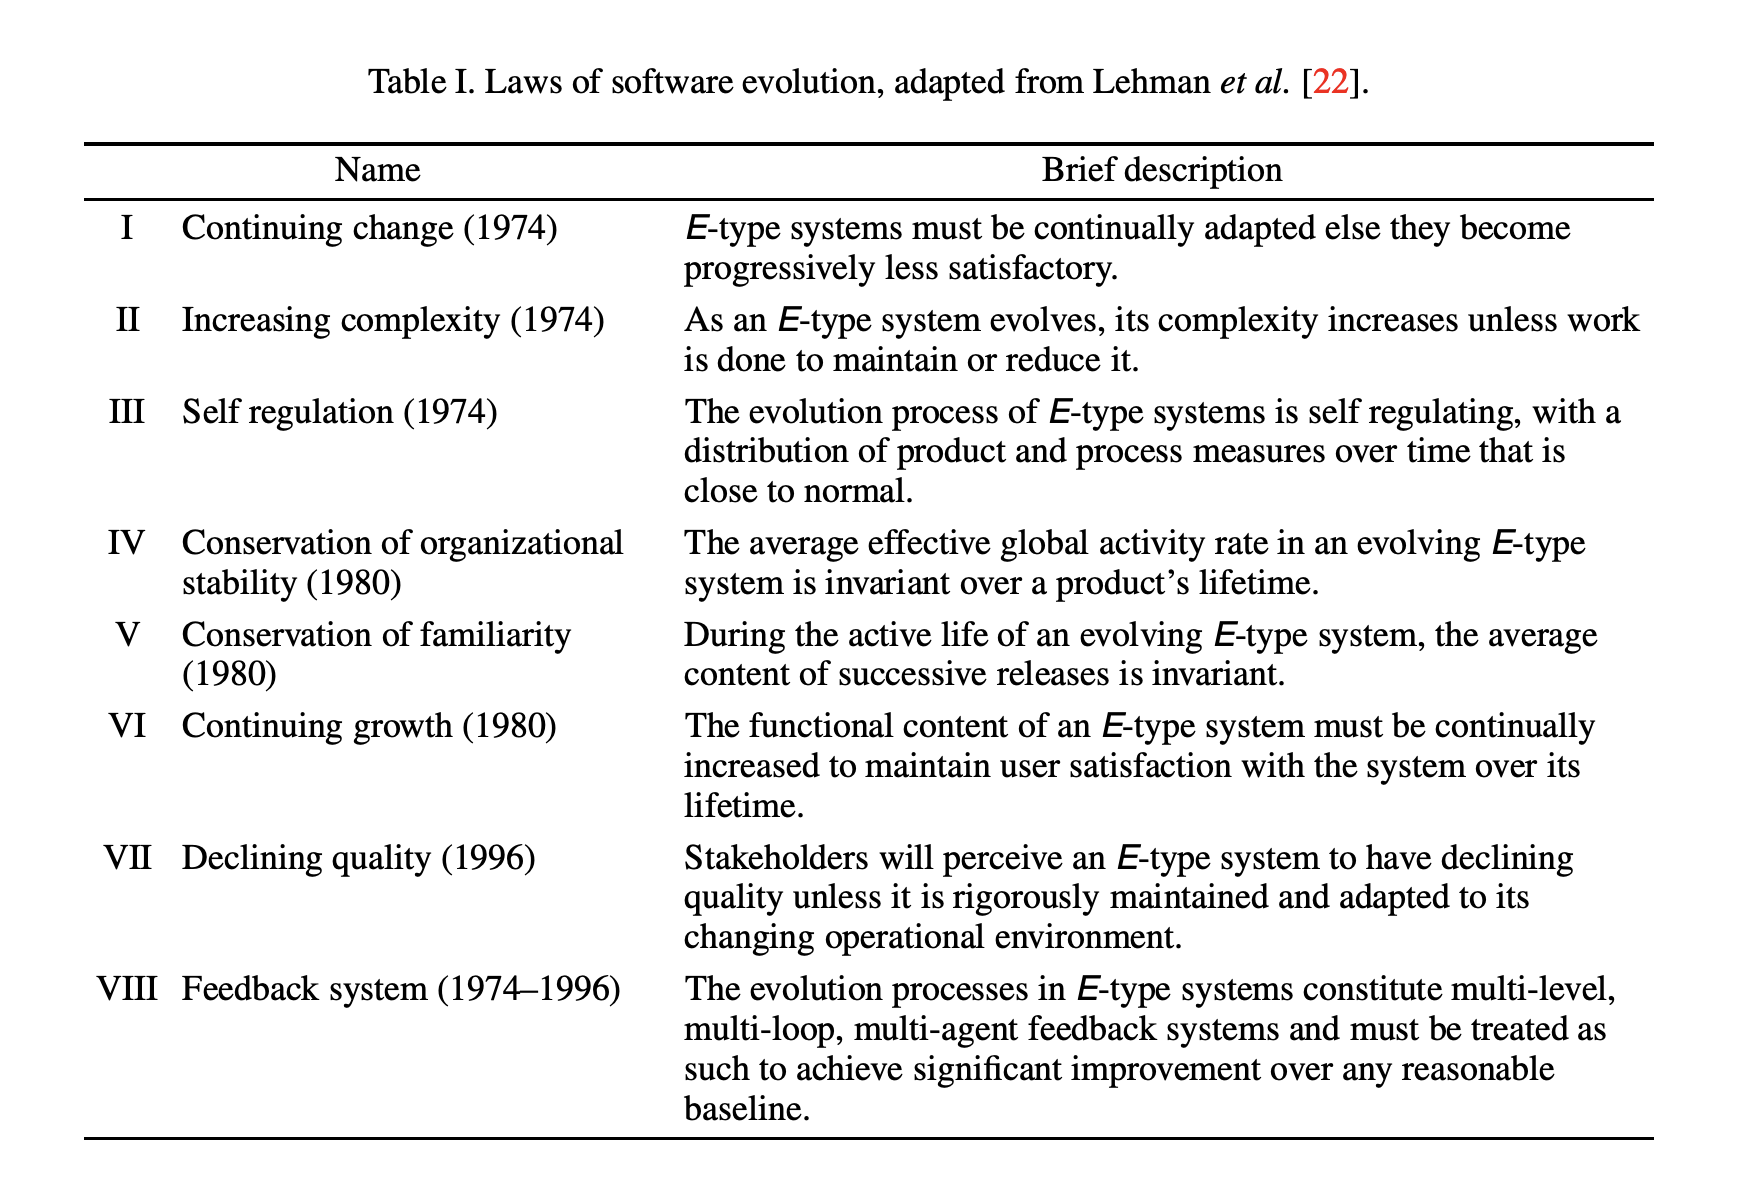 Table I. Laws of software evolution, adapted from Lehman et al. [22].
Name Brief description
I Continuing change (1974) E-type systems must be continually adapted else they become
progressively less satisfactory.
II Increasing complexity (1974) As an E-type system evolves, its complexity increases unless work
is done to maintain or reduce it.
III Self regulation (1974) The evolution process of E-type systems is self regulating, with a
distribution of product and process measures over time that is
close to normal.
IV Conservation of organizational The average effective global activity rate in an evolving E-type
stability (1980) system is invariant over a product’s lifetime.
V Conservation of familiarity During the active life of an evolving E-type system, the average
(1980) content of successive releases is invariant.
VI Continuing growth (1980) The functional content of an E-type system must be continually
increased to maintain user satisfaction with the system over its
lifetime.
VII Declining quality (1996) Stakeholders will perceive an E-type system to have declining
quality unless it is rigorously maintained and adapted to its
changing operational environment.
VIII Feedback system (1974–1996) The evolution processes in E-type systems constitute multi-level,
multi-loop, multi-agent feedback systems and must be treated as
such to achieve significant improvement over any reasonable
baseline.